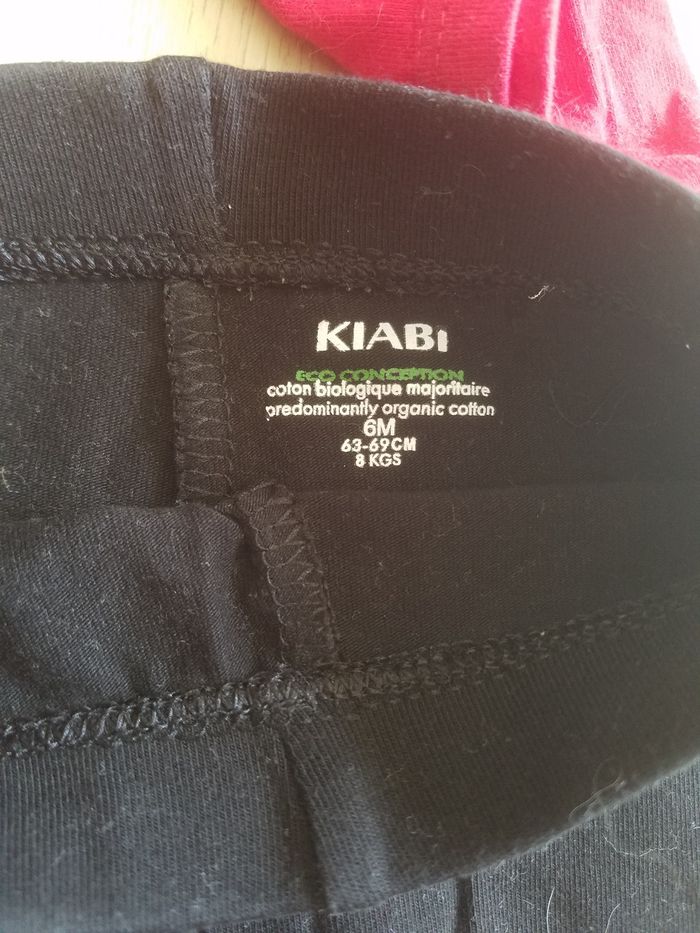 KIABI
ECO CONCEPTION
coton biologique majoritaire
predominantly organic cotton
6M
63-69CM
8 KGS